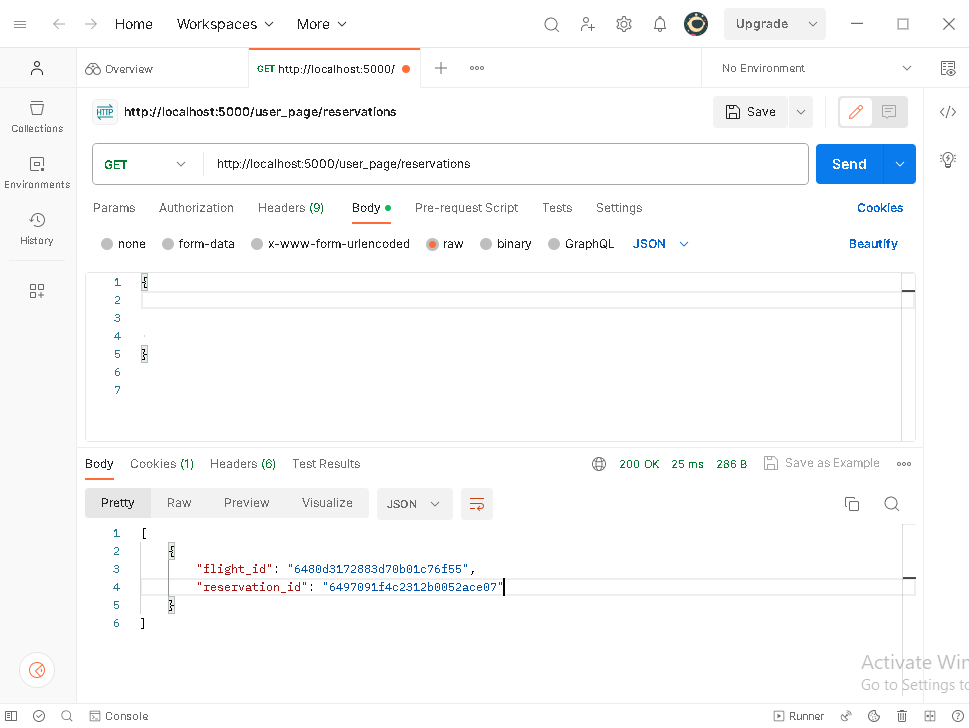 Home Workspaces More Upgrade
Overview GET http://localhost:5000/ No Environment
HTTP http://localhost:5000/user_page/reservations Save
Collections
GET http://localhost:5000/user_page/reservations Send
Environments
Params Authorization Headers (9) Body Pre-request Script Tests Settings Cookies
History
none form-data x-www-form-urlencoded raw binary GraphQL JSON Beautify
1 {
2
3
4
5 }
6
7
Body Cookies (1) Headers (6) Test Results 200 OK 25 ms 286 B Save as Example
Pretty Raw Preview Visualize JSON
1 [
2 {
3 "flight_id": "6480d3172883d70b01c76f55",
4 "reservation_id": "6497091f4c2312b0052ace07"
5 }
6 ]
Activate Win
Go to Settings to
Console Runner